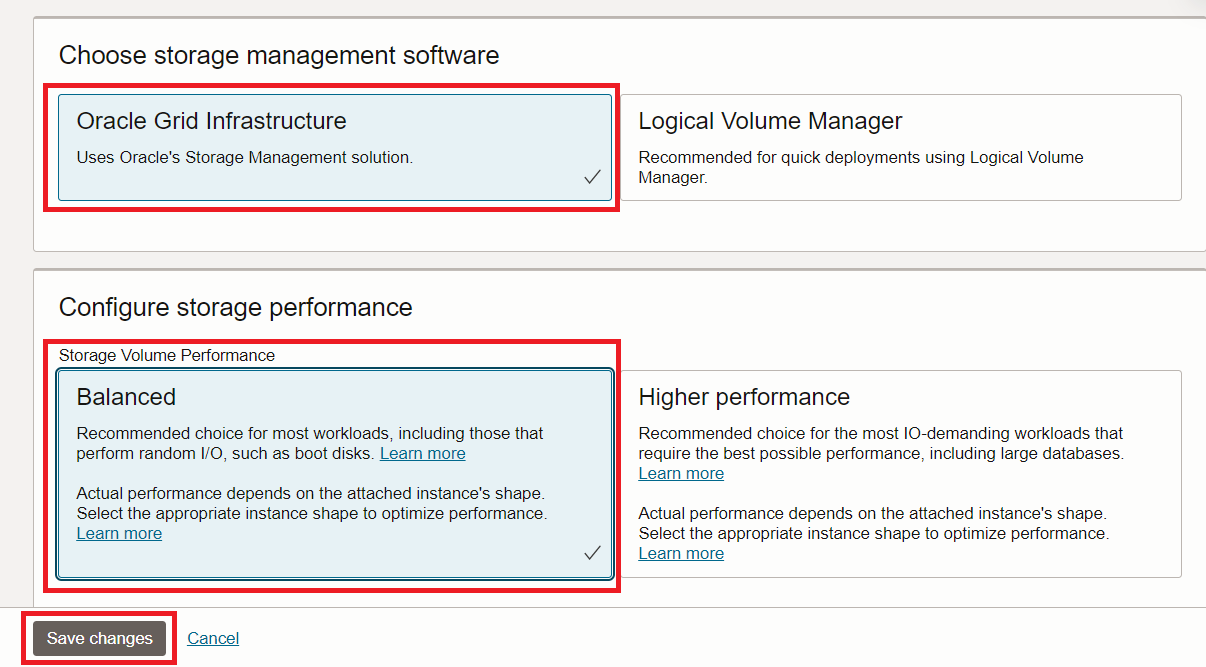 Choose storage management software
Oracle Grid Infrastructure
Uses Oracle's Storage Management solution.
Logical Volume Manager
Recommended for quick deployments using Logical Volume
Manager.
Configure storage performance
Storage Volume Performance
Balanced
Recommended choice for most workloads, including those that
perform random I/O, such as boot disks. Learn more
Actual performance depends on the attached instance's shape.
Select the appropriate instance shape to optimize performance.
Learn more
Higher performance
Recommended choice for the most IO-demanding workloads that
require the best possible performance, including large databases.
Learn more
Actual performance depends on the attached instance's shape.
Select the appropriate instance shape to optimize performance.
Learn more
Save changes Cancel